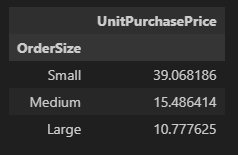 UnitPurchasePrice
OrderSize
Small 39.068186
Medium 15.486414
Large 10.777625